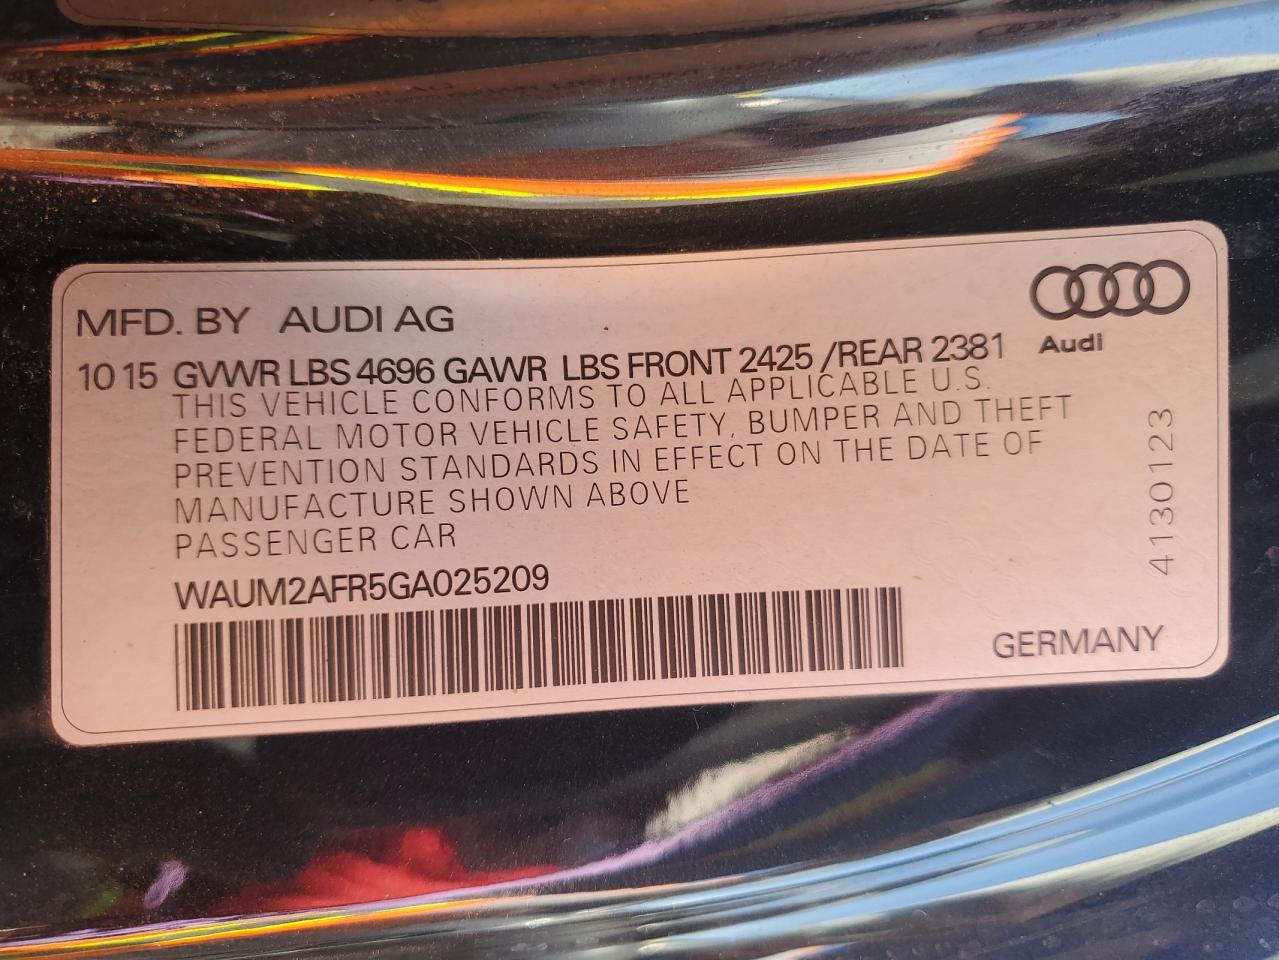 MFD. BY AUDI AG
10 15 GVWR LBS 4696 GAWR LBS FRONT 2425 /REAR 2381
Audi
THIS VEHICLE CONFORMS TO ALL APPLICABLE U.S.
FEDERAL MOTOR VEHICLE SAFETY, BUMPER AND THEFT
PREVENTION STANDARDS IN EFFECT ON THE DATE OF
MANUFACTURE SHOWN ABOVE
PASSENGER CAR
WAUM2AFR5GA025209
4130123
GERMANY